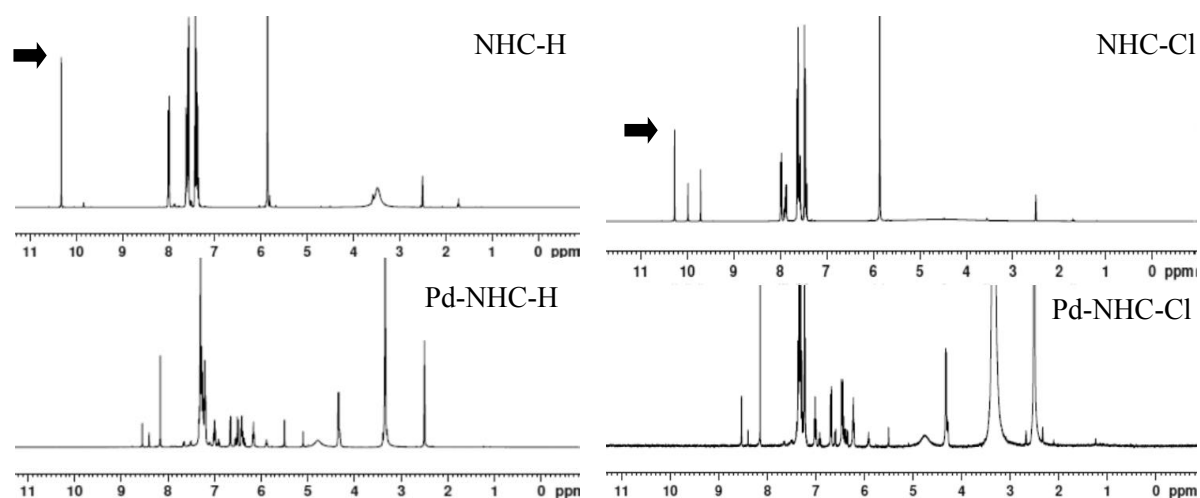 NHC-H
11 10 9 8 7 6 5 4 3 2 1 0 ppm
NHC-Cl
11 10 9 8 7 6 5 4 3 2 1 0 ppm
Pd-NHC-H
11 10 9 8 7 6 5 4 3 2 1 0 ppm
Pd-NHC-Cl
11 10 9 8 7 6 5 4 3 2 1 0 ppm